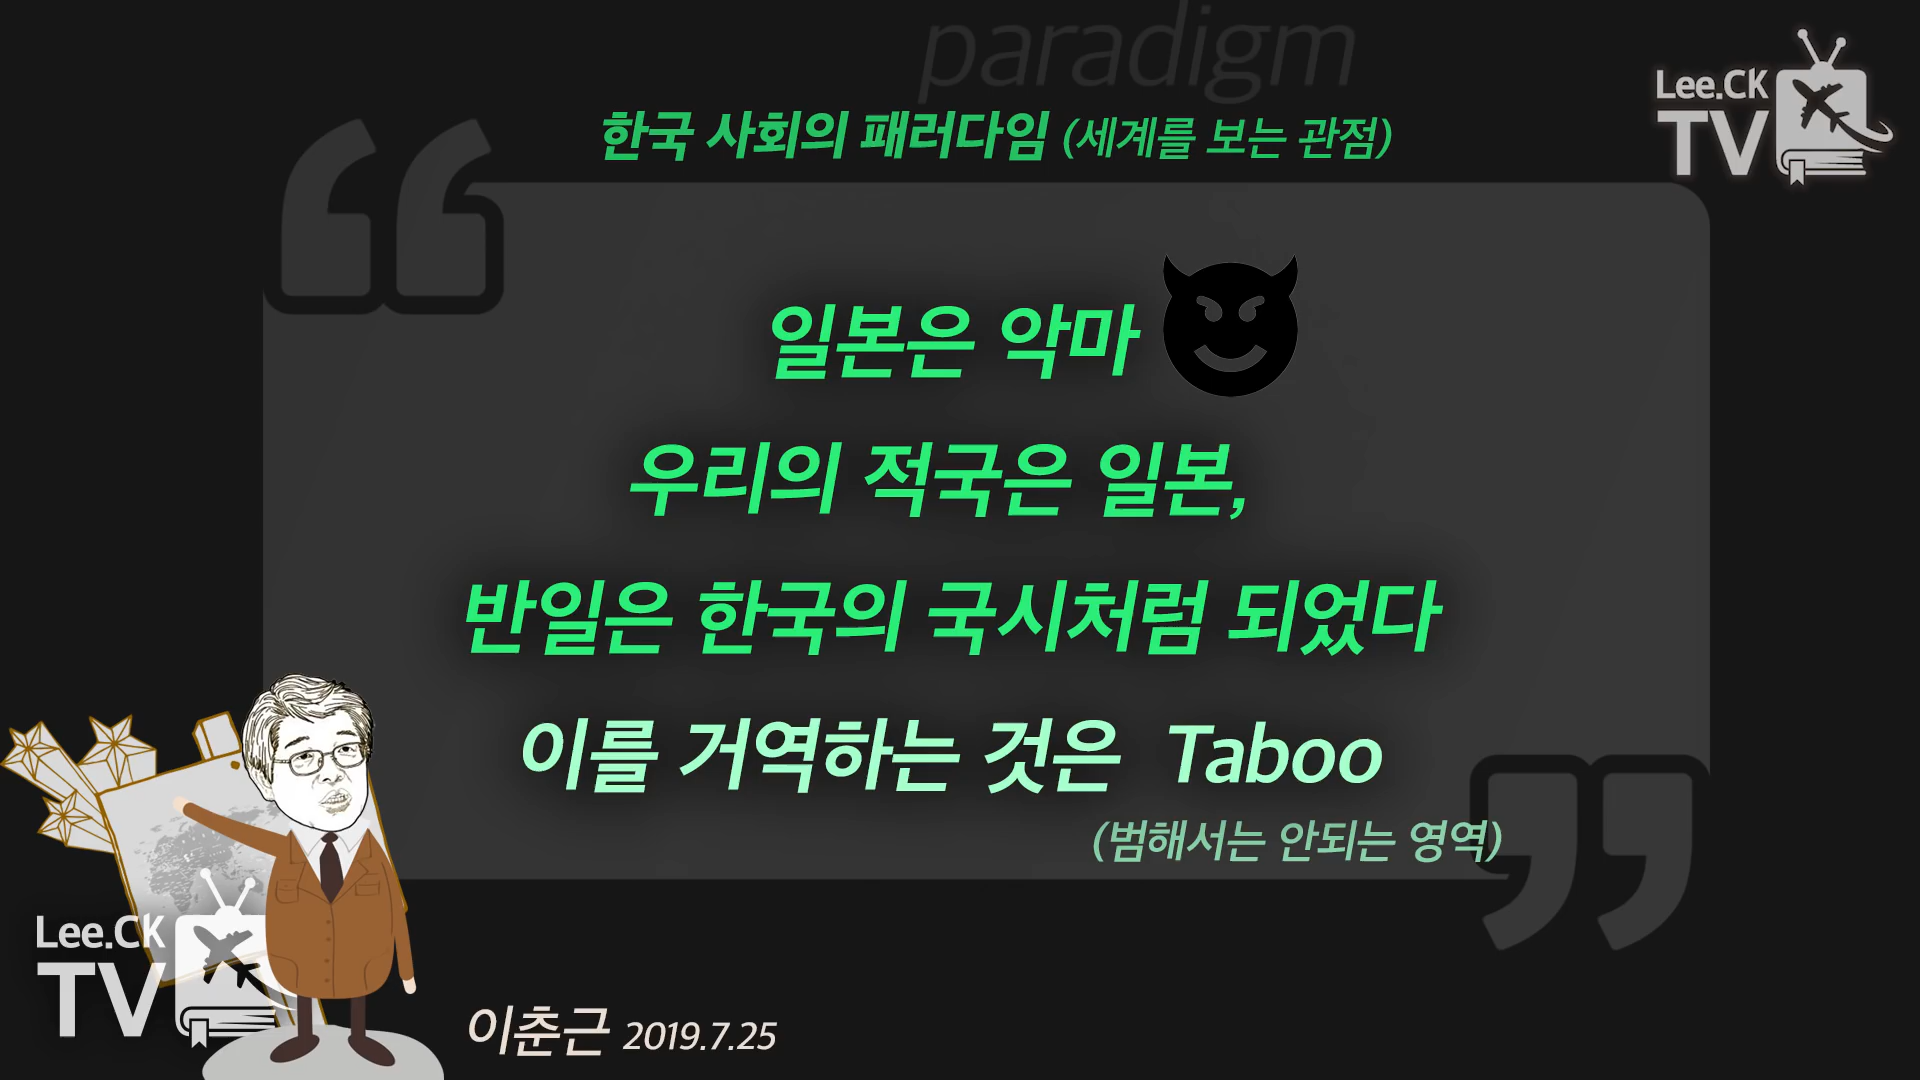 paradigm
Lee.CK
TV
한국 사회의 패러다임 (세계를 보는 관점)
일본은 악마
우리의 적국은 일본,
반일은 한국의 국시처럼 되었다
이를 거역하는 것은 Taboo
(범해서는 안되는 영역)
Lee.CK
TV
이춘근 2019.7.25